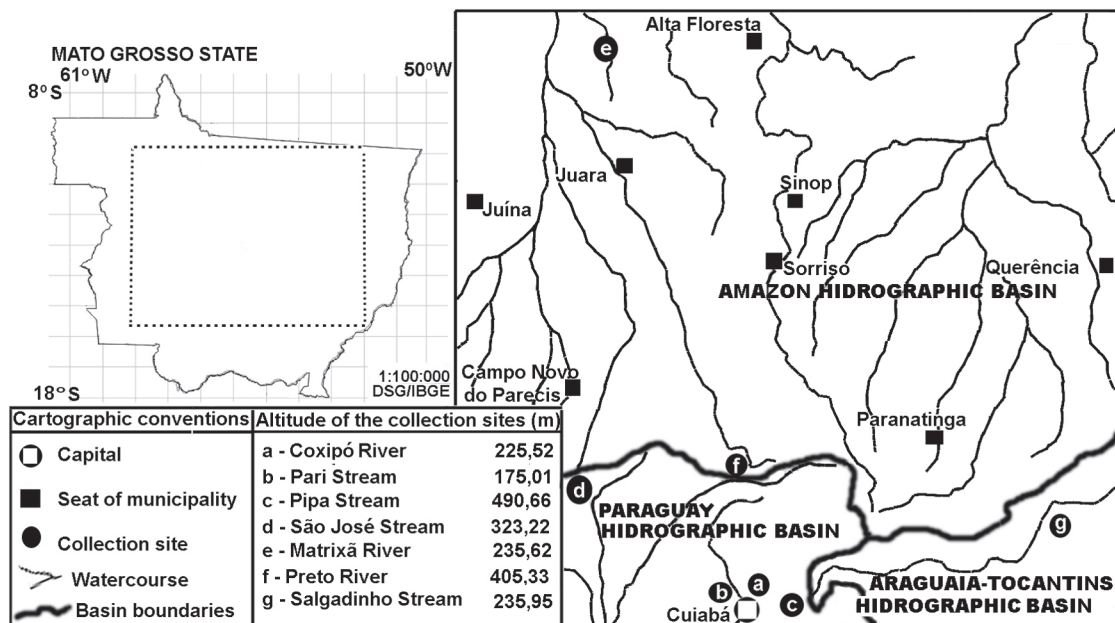 MATO GROSSO STATE
61ºW
50ºW
8ºS
18ºS
1:100:000
DSG/IBGE
Cartographic conventions
Capital
Seat of municipality
Collection site
Watercourse
Basin boundaries
Altitude of the collection sites (m)
a - Coxipó River 225,52
b - Pari Stream 175,01
c - Pipa Stream 490,66
d - São José Stream 323,22
e - Matrixã River 235,62
f - Preto River 405,33
g - Salgadinho Stream 235,95
Alta Floresta
e
Juara
Sinop
Juína
Sorriso
Querência
AMAZON HIDROGRAPHIC BASIN
Campo Novo
do Parecis
Paranatinga
f
d
PARAGUAY
HIDROGRAPHIC BASIN
g
b
a
c
Cuiabá
ARAGUAIA-TOCANTINS
HIDROGRAPHIC BASIN